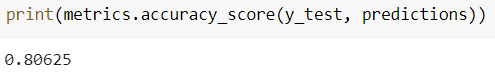 print(metrics.accuracy_score(y_test, predictions))
0.80625